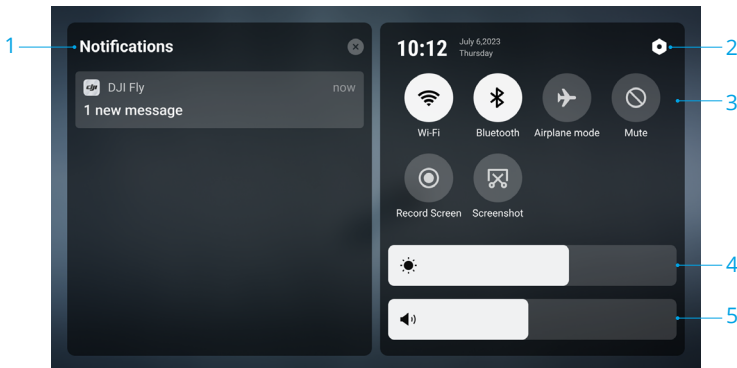 1
Notifications
dji DJI Fly now
1 new message
10:12 July 6,2023
Thursday
2
Wi-Fi Bluetooth Airplane mode Mute
3
Record Screen Screenshot
4
5